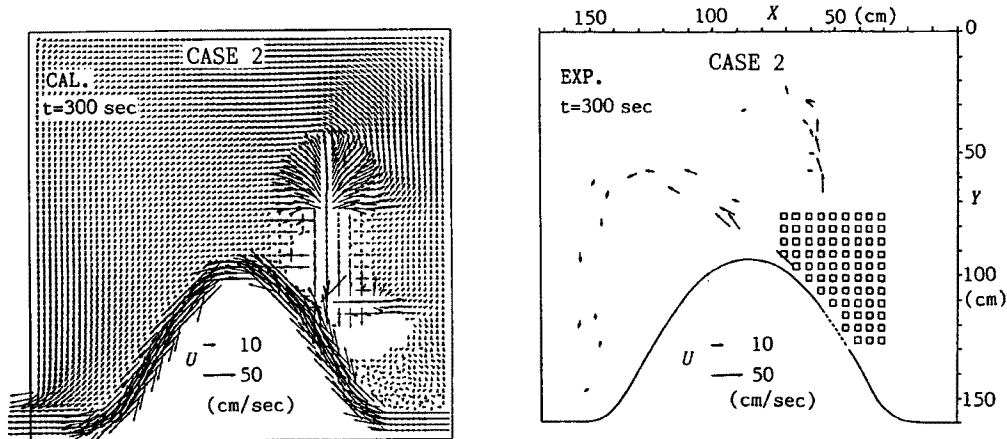 CASE 2
CAL.
t=300 sec
U → 10
— 50
(cm/sec)
150 100 X 50 (cm)
0
50
Y
100
(cm)
150
CASE 2
EXP.
t=300 sec
U → 10
— 50
(cm/sec)